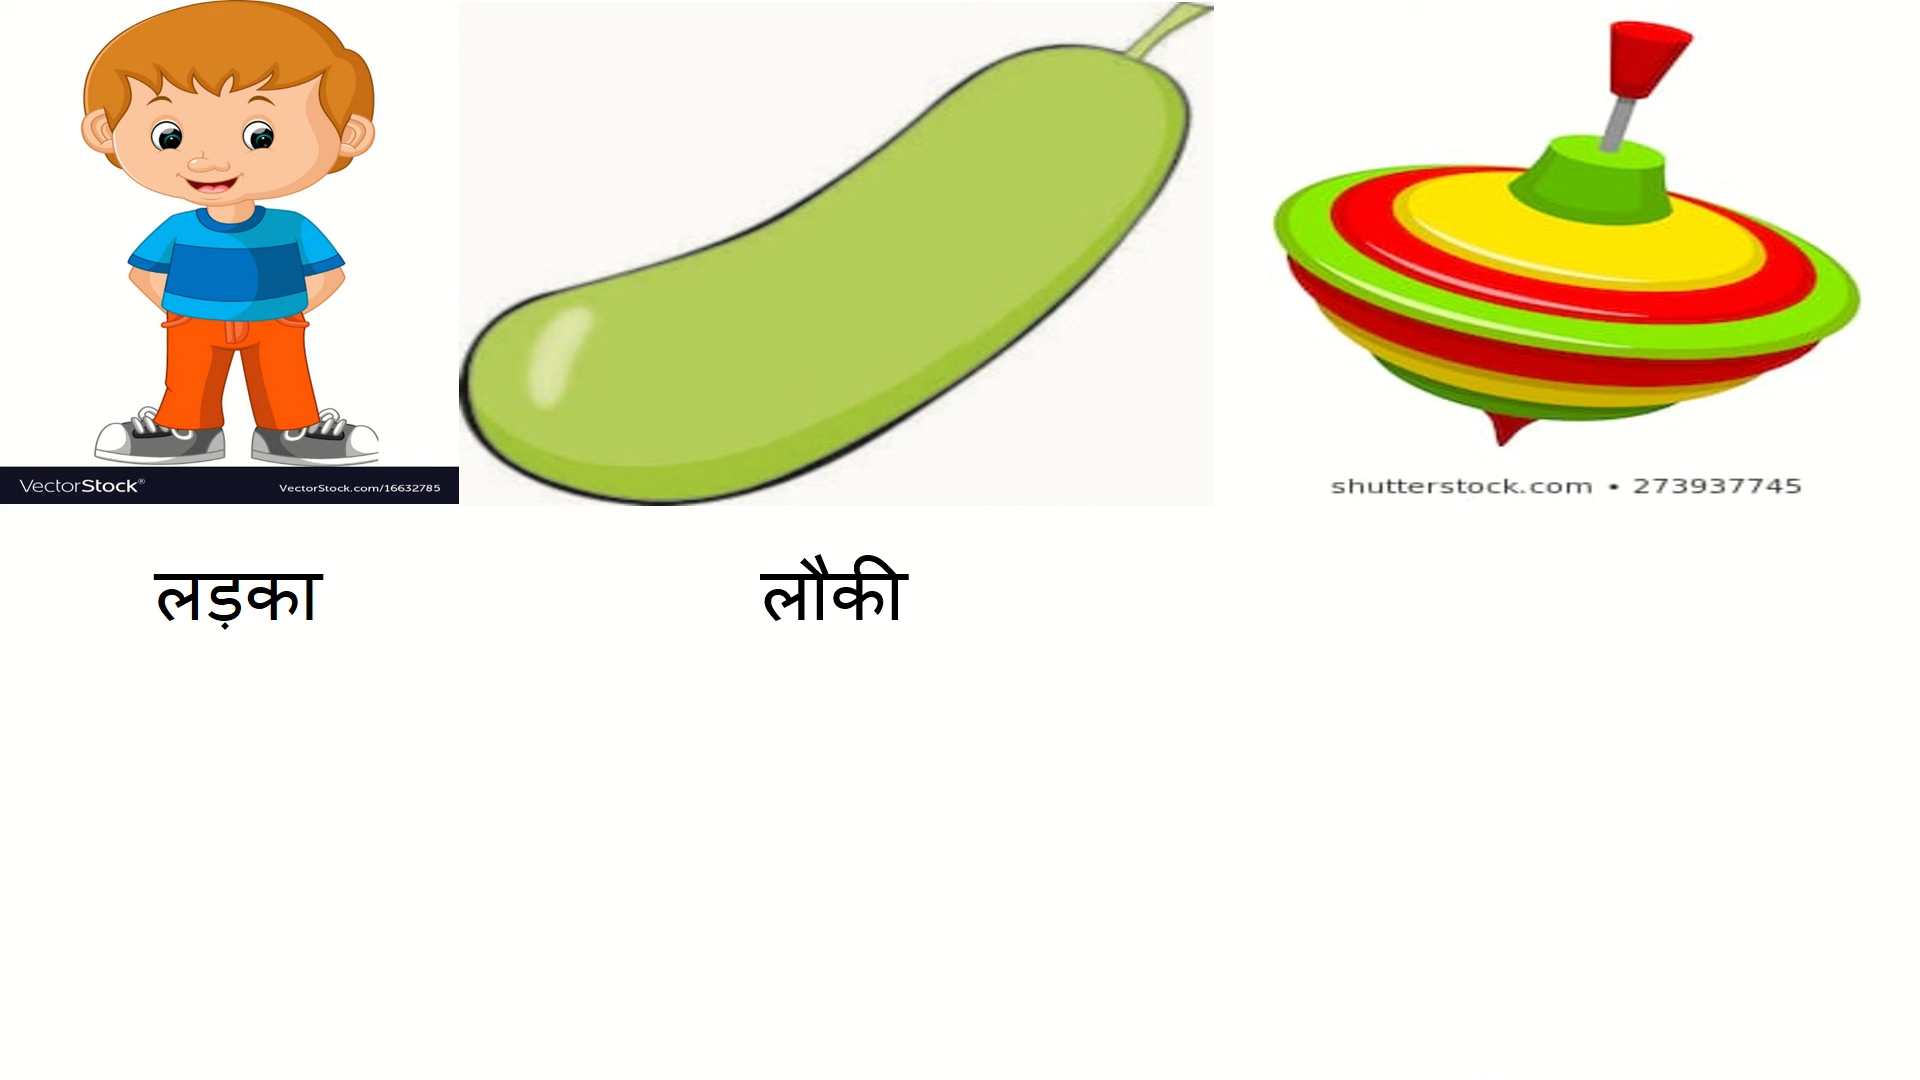 VectorStock®
VectorStock.com/16632785
shutterstock.com • 273937745
लड़का
लौकी